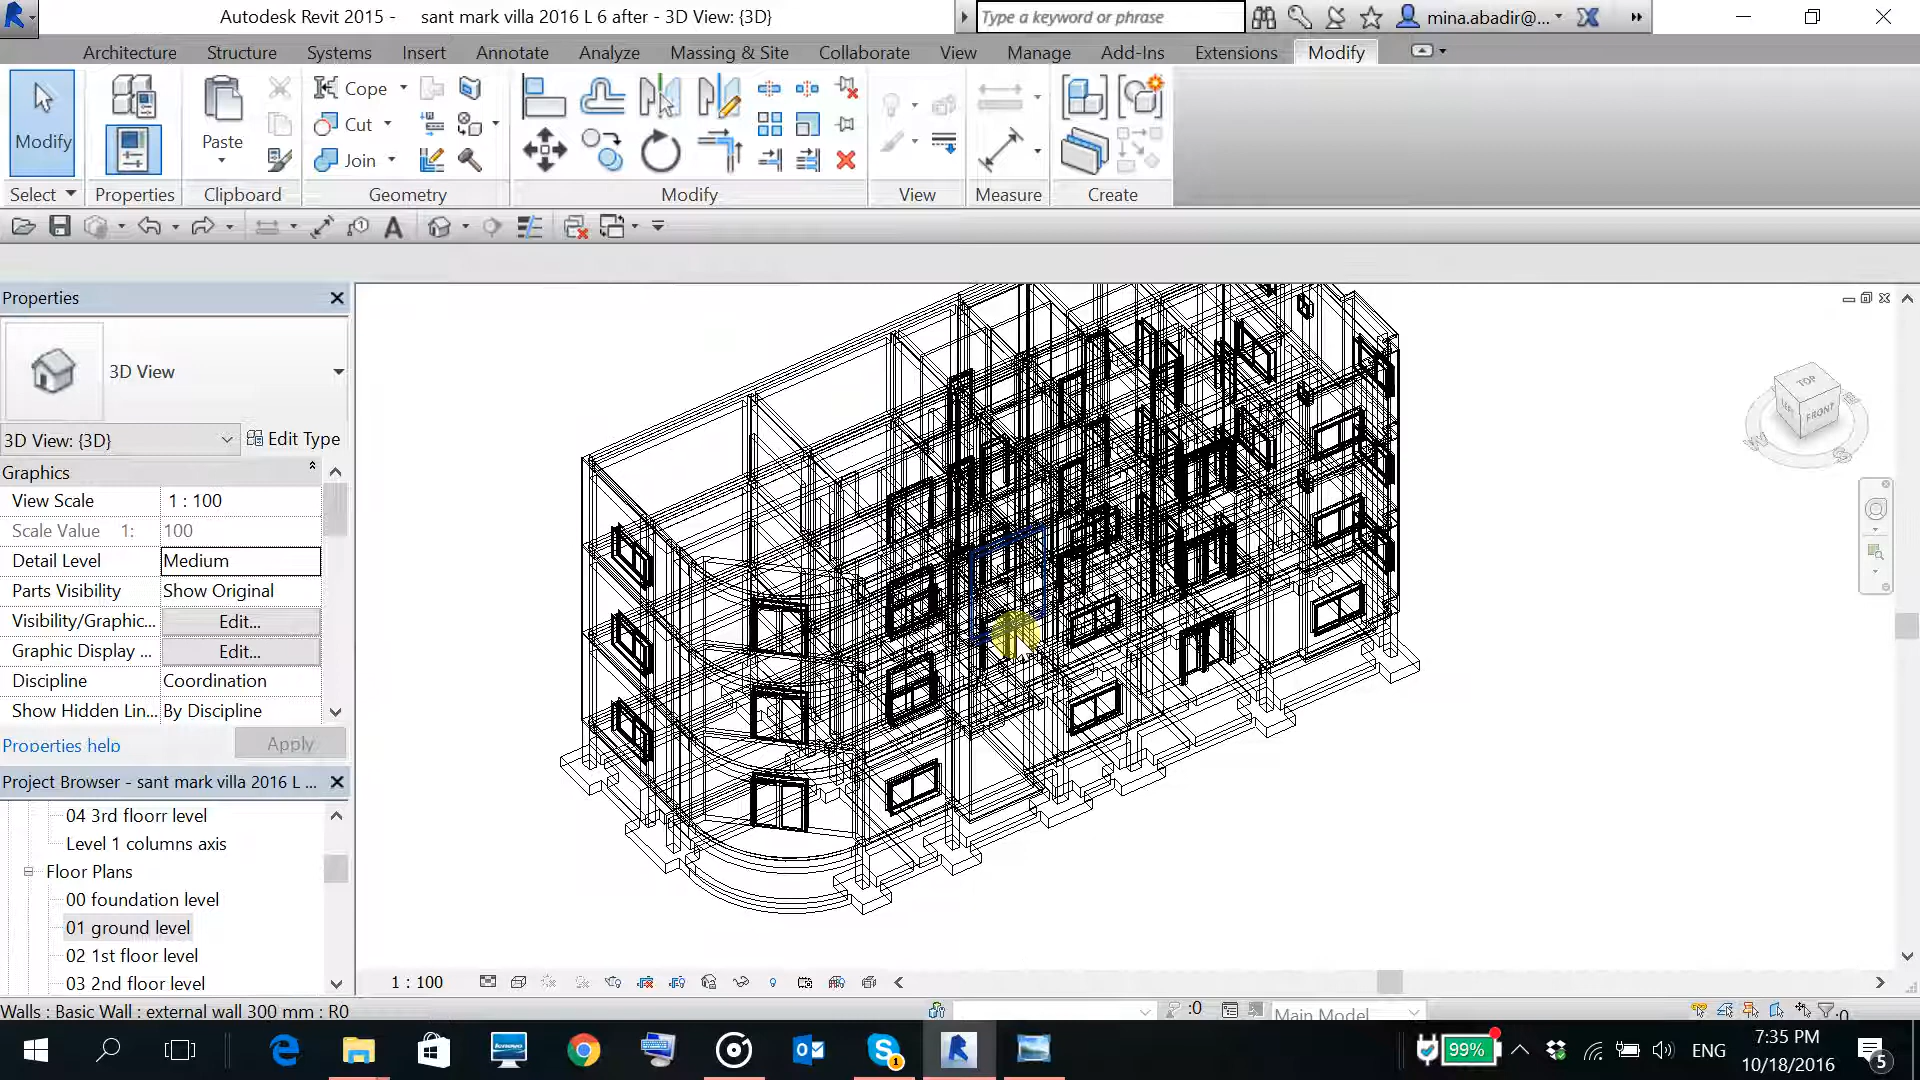 Autodesk Revit 2015 - sant mark villa 2016 L 6 after - 3D View: {3D}
Type a keyword or phrase
mina.abadir@...
Architecture Structure Systems Insert Annotate Analyze Massing & Site Collaborate View Manage Add-Ins Extensions Modify
Modify
Paste
Cope
Cut
Join
Select Properties Clipboard Geometry Modify View Measure Create
A
Properties
3D View
3D View: {3D}
Edit Type
Graphics
View Scale 1 : 100
Scale Value 1: 100
Detail Level Medium
Parts Visibility Show Original
Visibility/Graphic... Edit...
Graphic Display ... Edit...
Discipline Coordination
Show Hidden Lin... By Discipline
Properties help
Apply
Project Browser - sant mark villa 2016 L ...
04 3rd floorr level
Level 1 columns axis
Floor Plans
00 foundation level
01 ground level
02 1st floor level
03 2nd floor level
TOP
FRONT
W
S
1 : 100
Walls : Basic Wall : external wall 300 mm : R0
:0
Main Model
:0
lenovo
1
99%
ENG
7:35 PM
10/18/2016
5